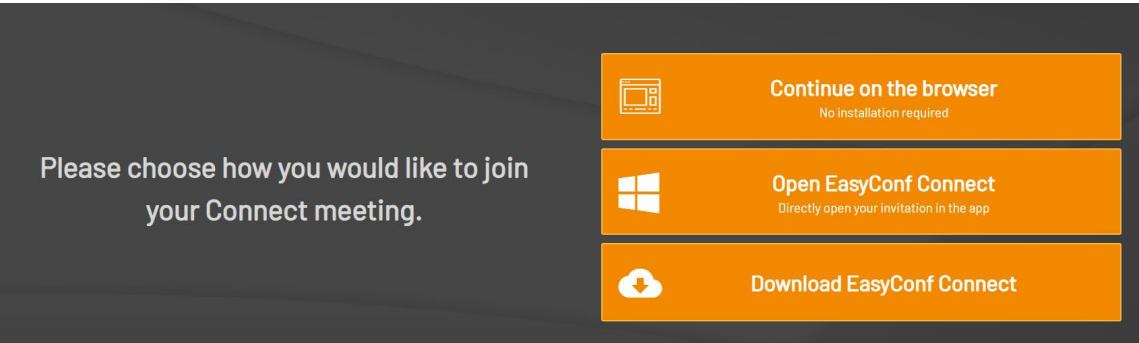 Please choose how you would like to join
your Connect meeting.
Continue on the browser
No installation required
Open EasyConf Connect
Directly open your invitation in the app
Download EasyConf Connect